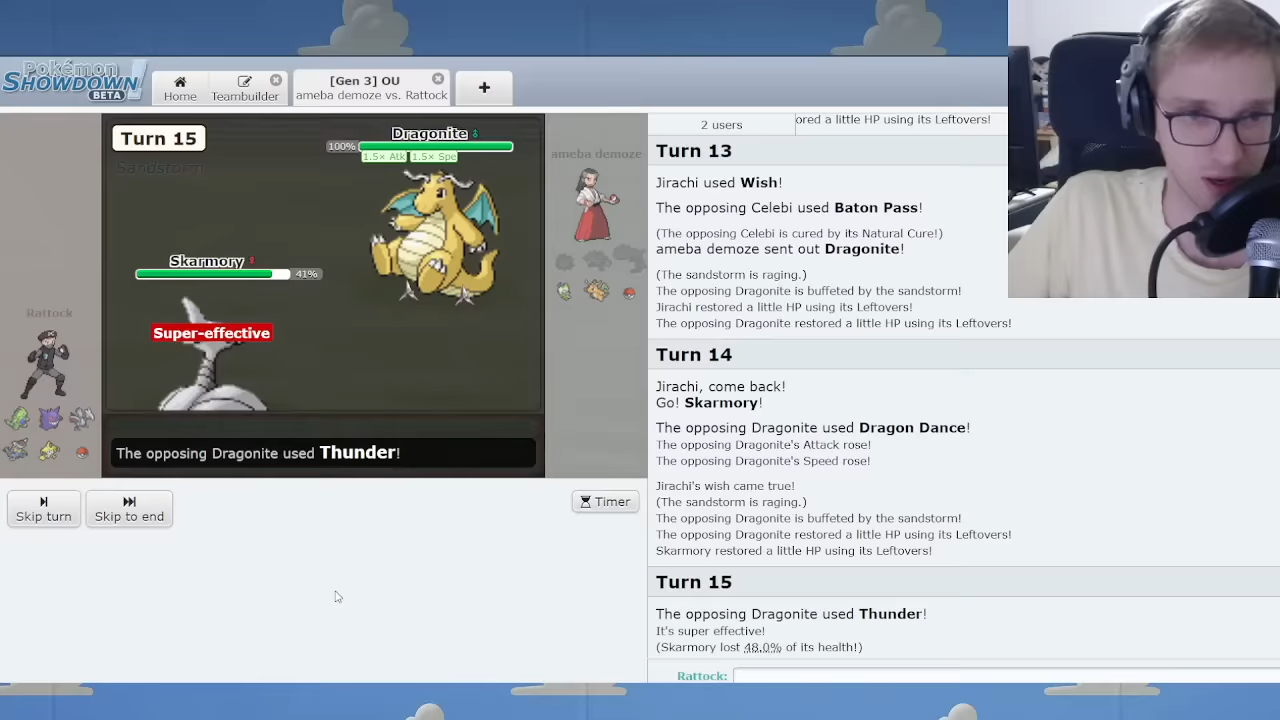 Pokémon
SHOWDOWN!
BETA
Home
Teambuilder
[Gen 3] OU
ameba demoze vs. Rattock
+
Turn 15
Sandstorm
Dragonite
100%
1.5× Atk 1.5× Spe
Skarmory
41%
Super-effective
Rattock
ameba demoze
The opposing Dragonite used Thunder!
Skip turn
Skip to end
Timer
2 users
ored a little HP using its Leftovers!
Turn 13
Jirachi used Wish!
The opposing Celebi used Baton Pass!
(The opposing Celebi is cured by its Natural Cure!)
ameba demoze sent out Dragonite!
(The sandstorm is raging.)
The opposing Dragonite is buffeted by the sandstorm!
Jirachi restored a little HP using its Leftovers!
The opposing Dragonite restored a little HP using its Leftovers!
Turn 14
Jirachi, come back!
Go! Skarmory!
The opposing Dragonite used Dragon Dance!
The opposing Dragonite's Attack rose!
The opposing Dragonite's Speed rose!
Jirachi's wish came true!
(The sandstorm is raging.)
The opposing Dragonite is buffeted by the sandstorm!
The opposing Dragonite restored a little HP using its Leftovers!
Skarmory restored a little HP using its Leftovers!
Turn 15
The opposing Dragonite used Thunder!
It's super effective!
(Skarmory lost 48.0% of its health!)
Rattock: